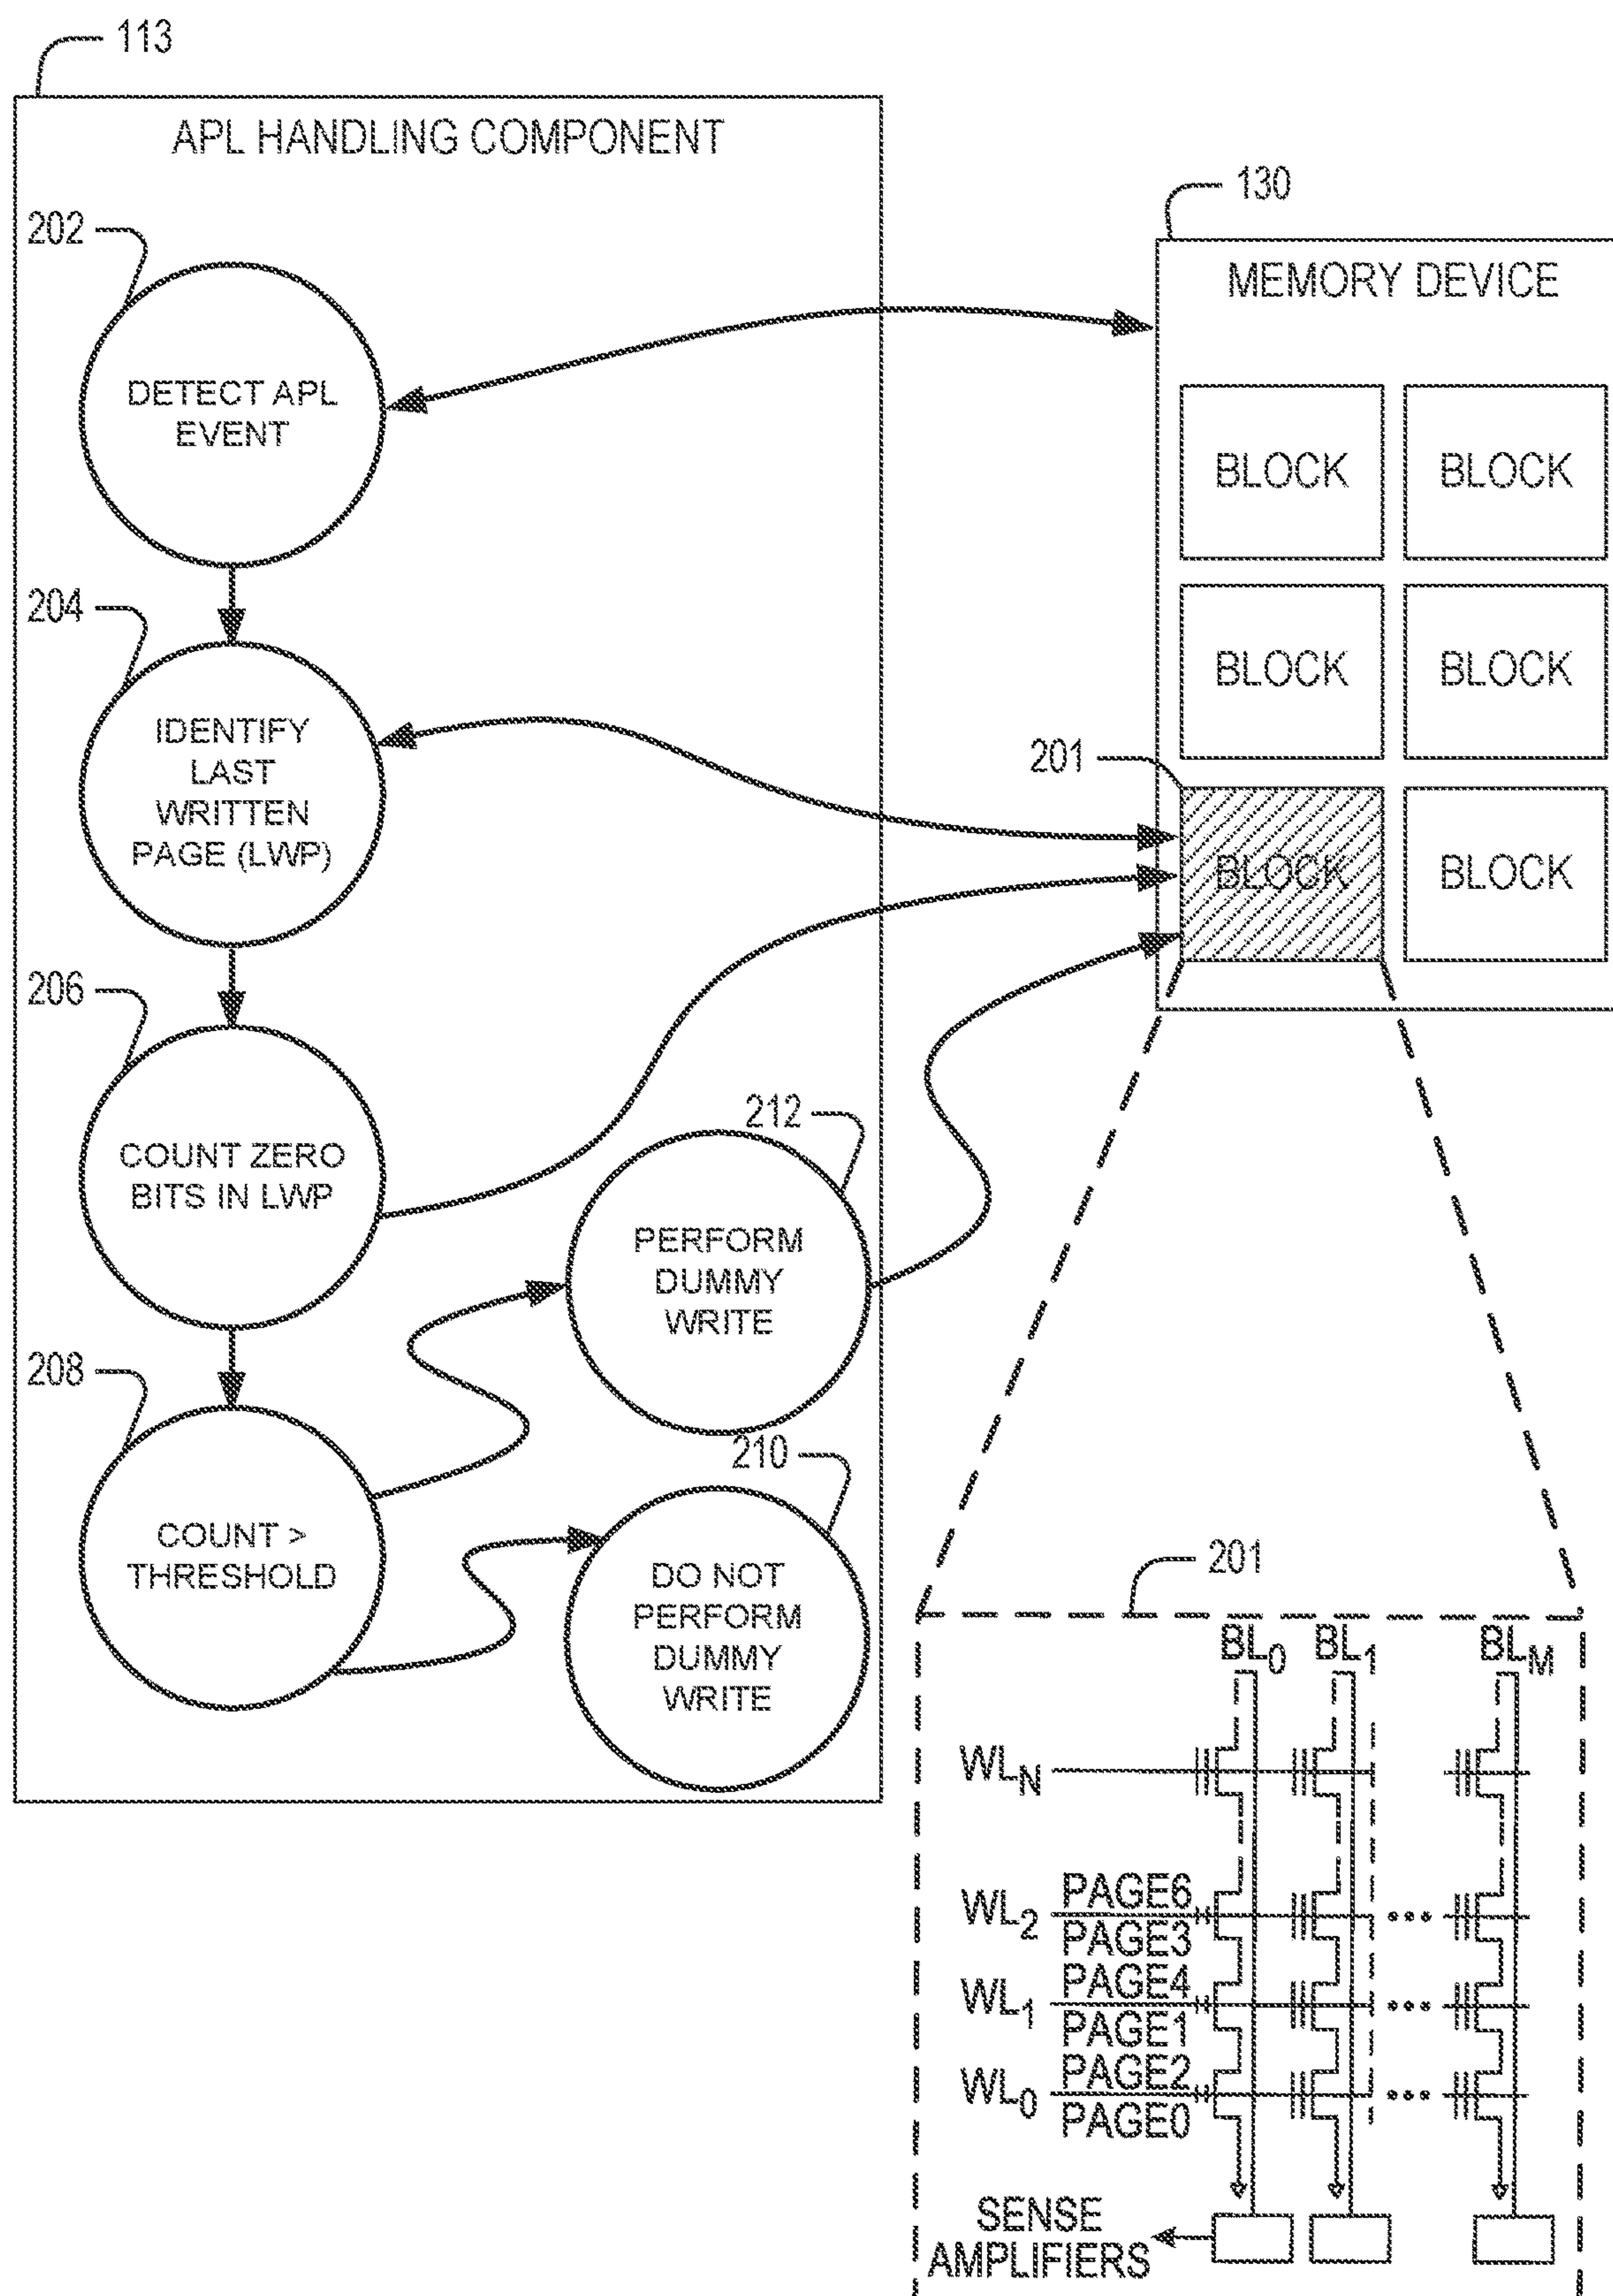 113
APL HANDLING COMPONENT
130
MEMORY DEVICE
202
DETECT APL
EVENT
BLOCK
BLOCK
204
IDENTIFY
LAST
WRITTEN
PAGE (LWP)
BLOCK
BLOCK
201
BLOCK
BLOCK
206
COUNT ZERO
BITS IN LWP
212
PERFORM
DUMMY
WRITE
208
COUNT >
THRESHOLD
210
DO NOT
PERFORM
DUMMY
WRITE
201
BL0 BL1 BLM
WLN
WL2 PAGE6
PAGE3
WL1 PAGE4
PAGE1
WL0 PAGE2
PAGE0
SENSE
AMPLIFIERS